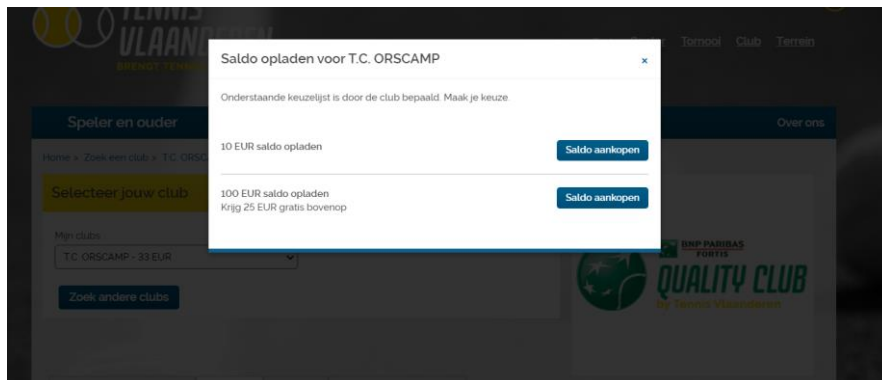 TENNIS
VLAANDEREN
BRENGT TENNIS
Tornooi Club Terrein
Saldo opladen voor T.C. ORSCAMP
×
Onderstaande keuzelijst is door de club bepaald. Maak je keuze
Speler en ouder
Over ons
10 EUR saldo opladen
Saldo aankopen
Home » Zoek een club » T.C. ORSC
Selecteer jouw club
100 EUR saldo opladen
Saldo aankopen
Krijg 25 EUR gratis bovenop
Mijn clubs
T.C. ORSCAMP - 33 EUR
Zoek andere clubs
BNP PARIBAS
FORTIS
QUALITY CLUB
by Tennis Vlaanderen